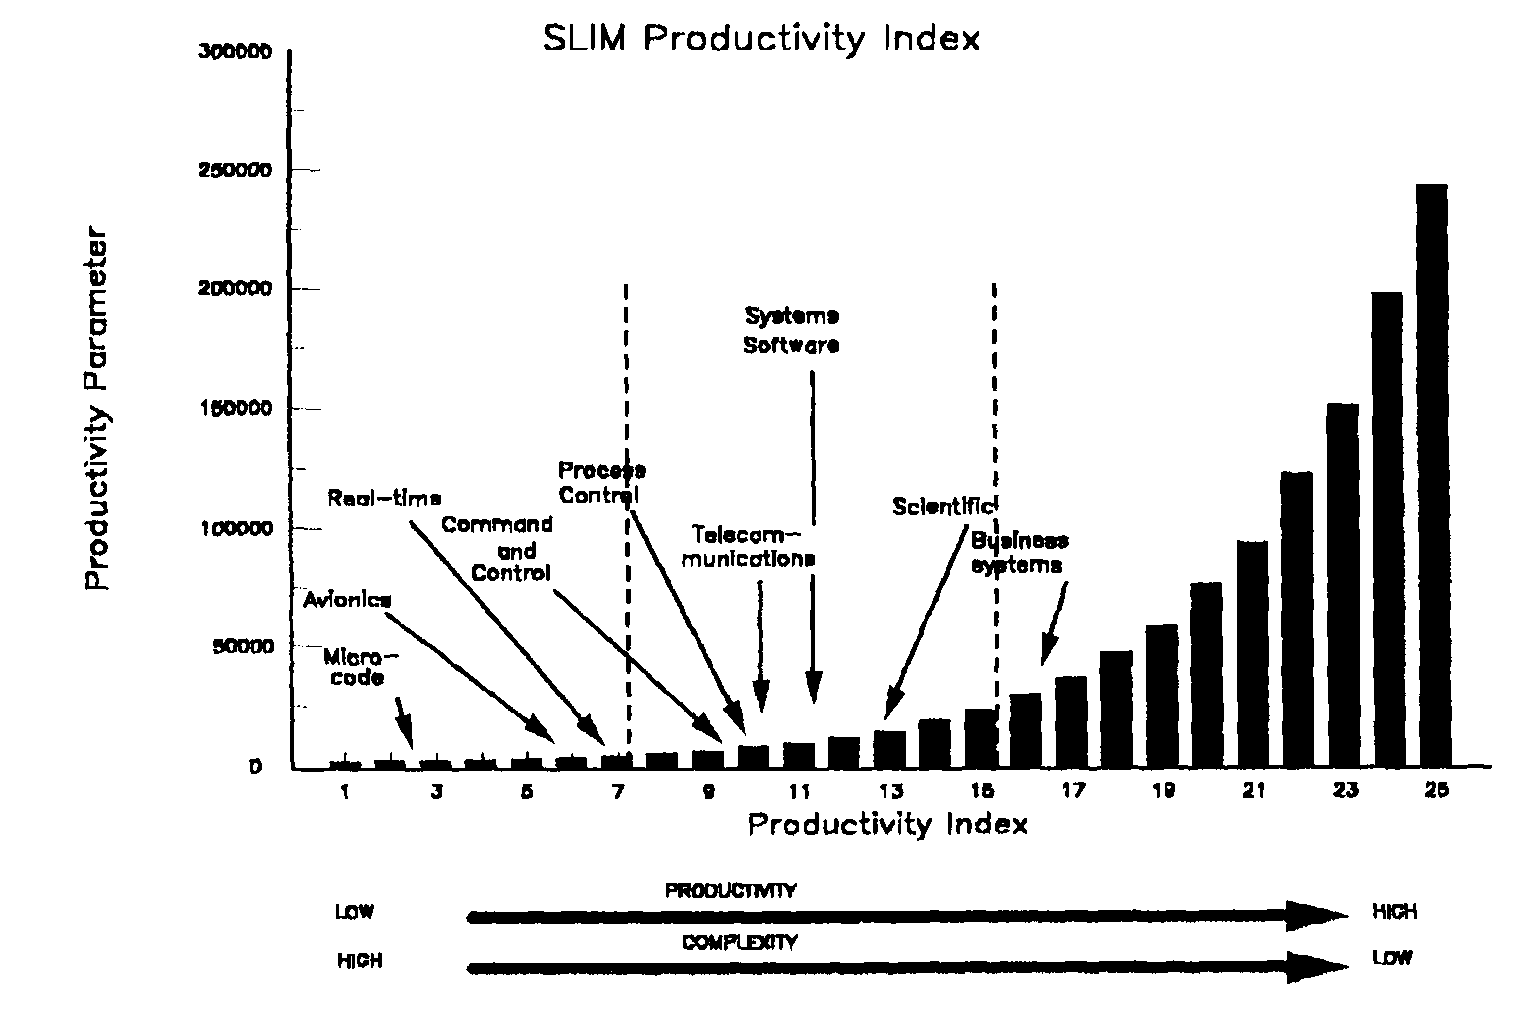 SLIM Productivity Index
300000
250000
200000
150000
100000
50000
0
Productivity Parameter
Systems
Software
Process
Control
Real-time
Command
and
Control
Telecom-
munications
Scientific
Business
systems
Avionics
Micro-
code
1 3 5 7 9 11 13 15 17 19 21 23 25
Productivity Index
PRODUCTIVITY
LOW HIGH
COMPLEXITY
HIGH LOW